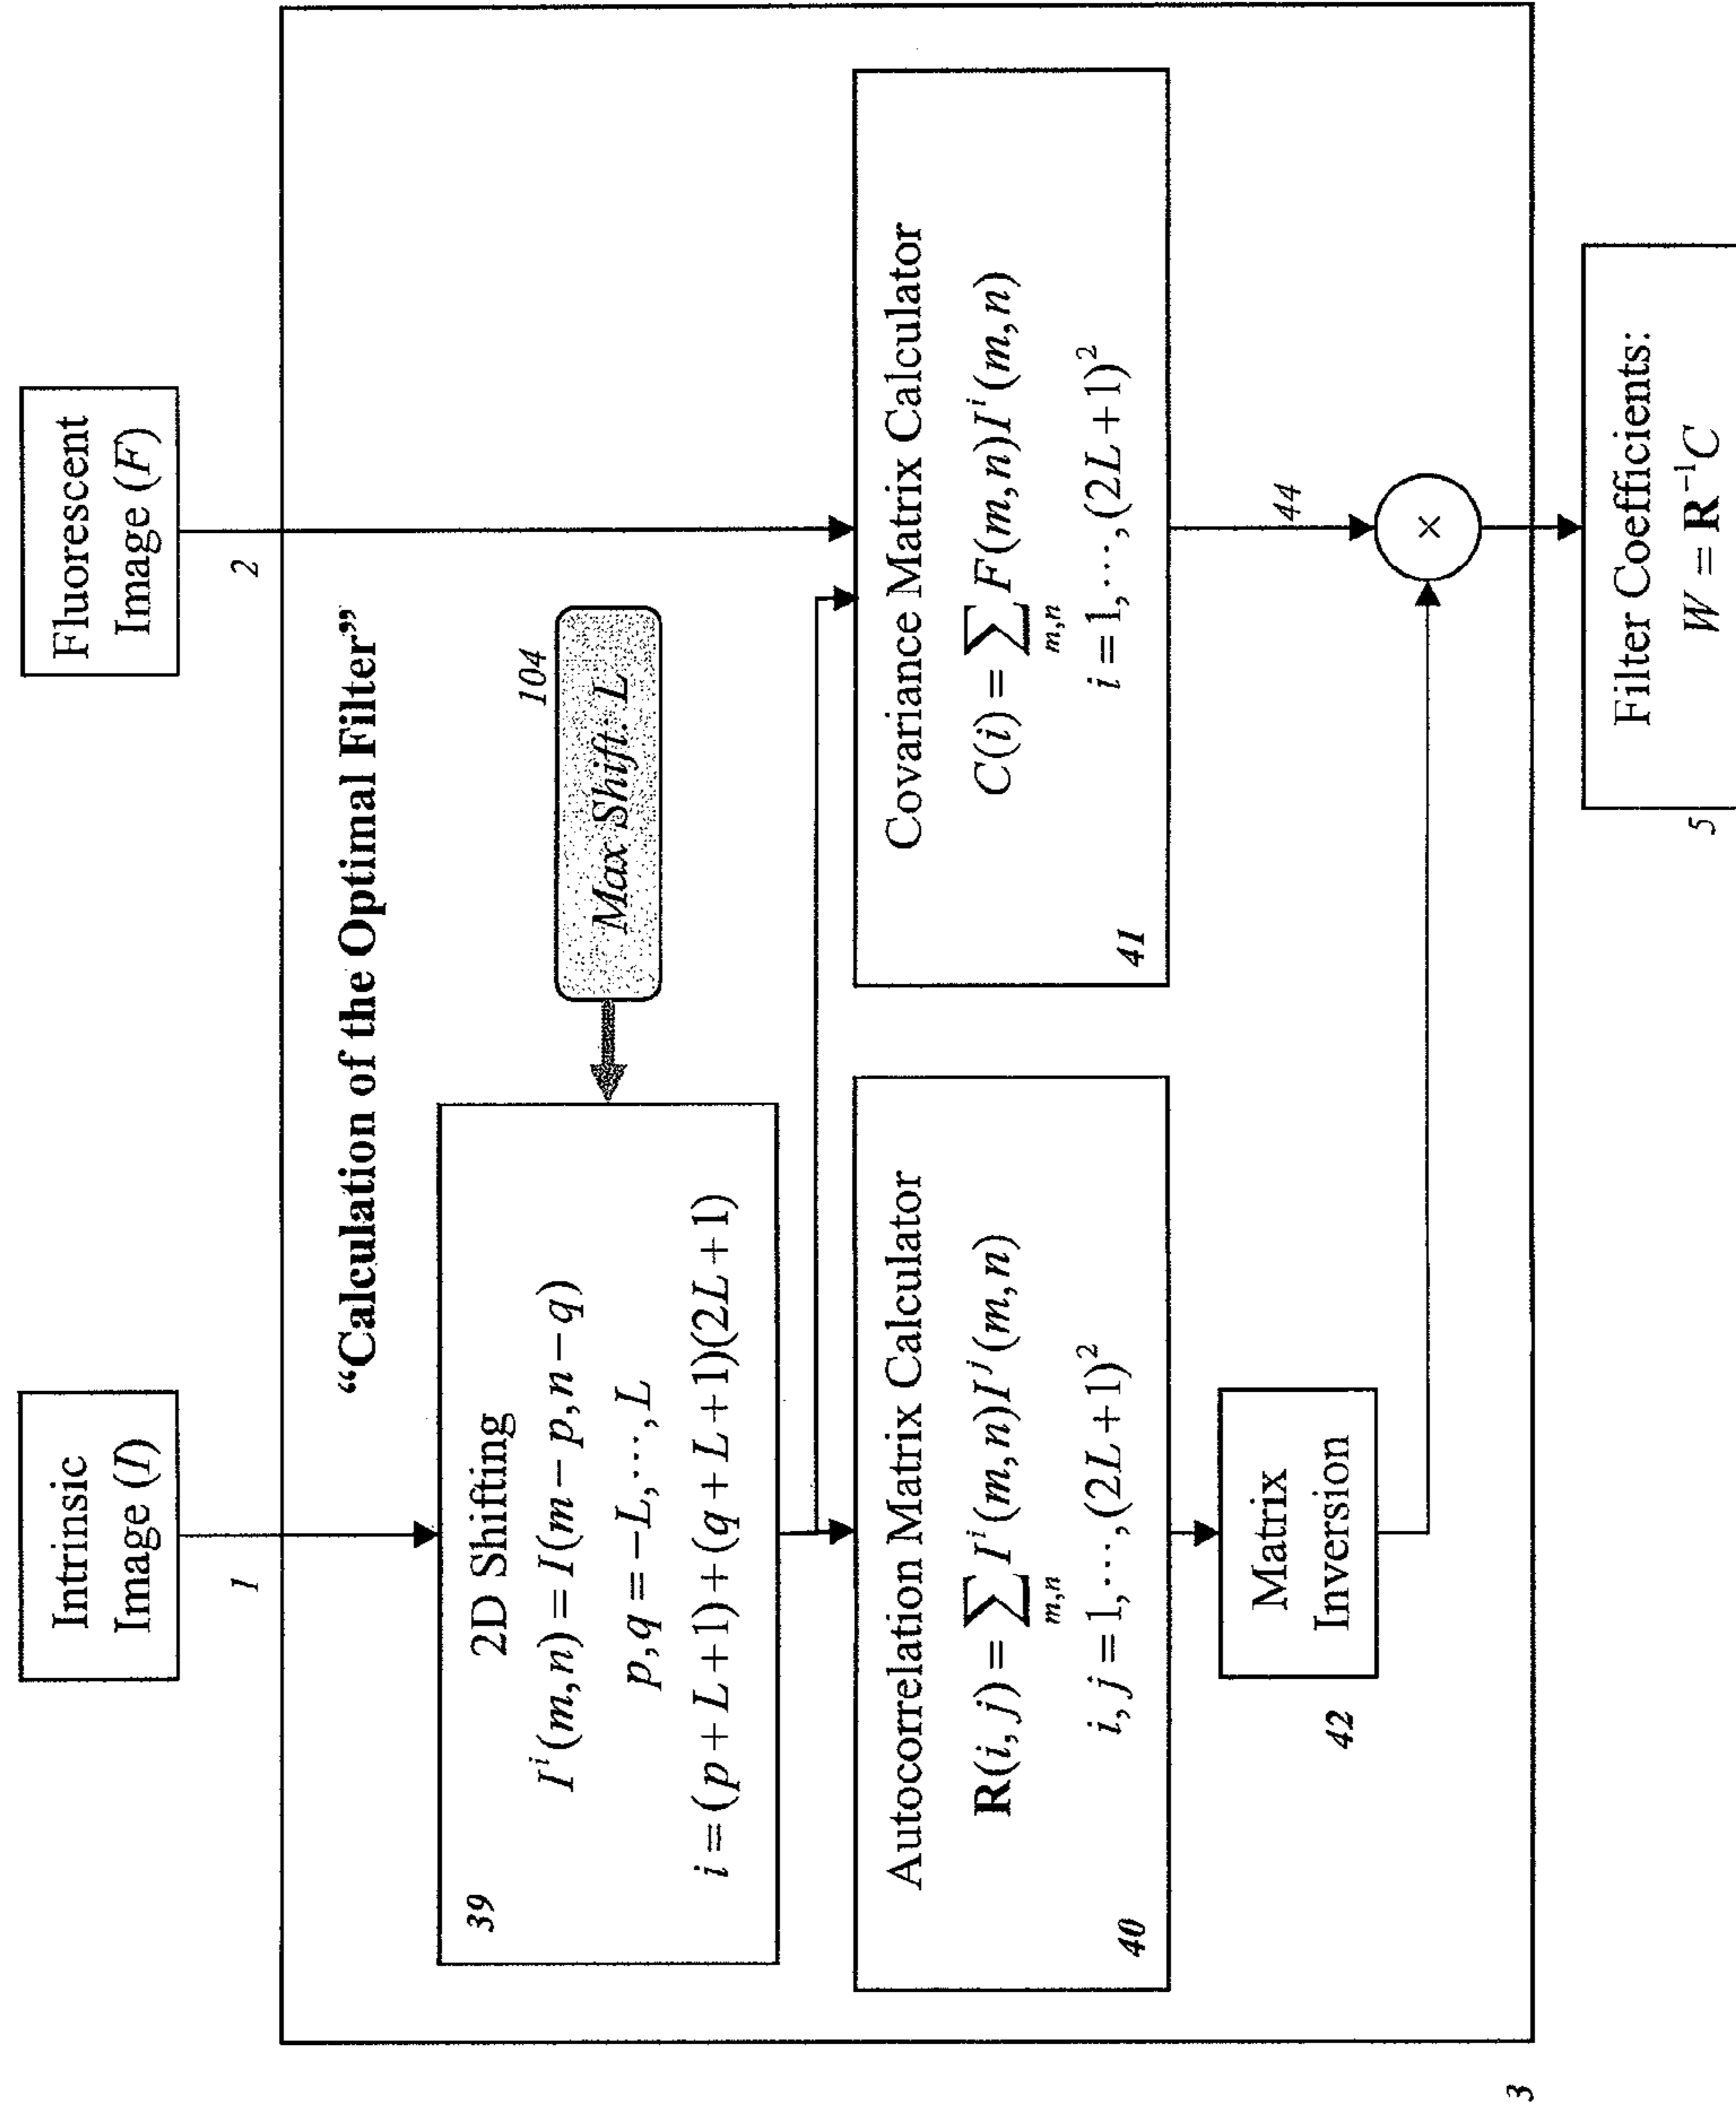 Intrinsic
Image (I)
Fluorescent
Image (F)
1
2
"Calculation of the Optimal Filter"
104
Max Shift: L
39
2D Shifting
I^i(m,n) = I(m−p,n−q)
p,q = −L,⋯,L
i = (p+L+1)+(q+L+1)(2L+1)
40
Autocorrelation Matrix Calculator
R(i,j) = ∑ I^i(m,n)I^j(m,n)
m,n
i,j = 1,⋯,(2L+1)^2
41
Covariance Matrix Calculator
C(i) = ∑ F(m,n)I^i(m,n)
m,n
i = 1,⋯,(2L+1)^2
42
Matrix
Inversion
44
×
3
5
Filter Coefficients:
W = R^−1 C